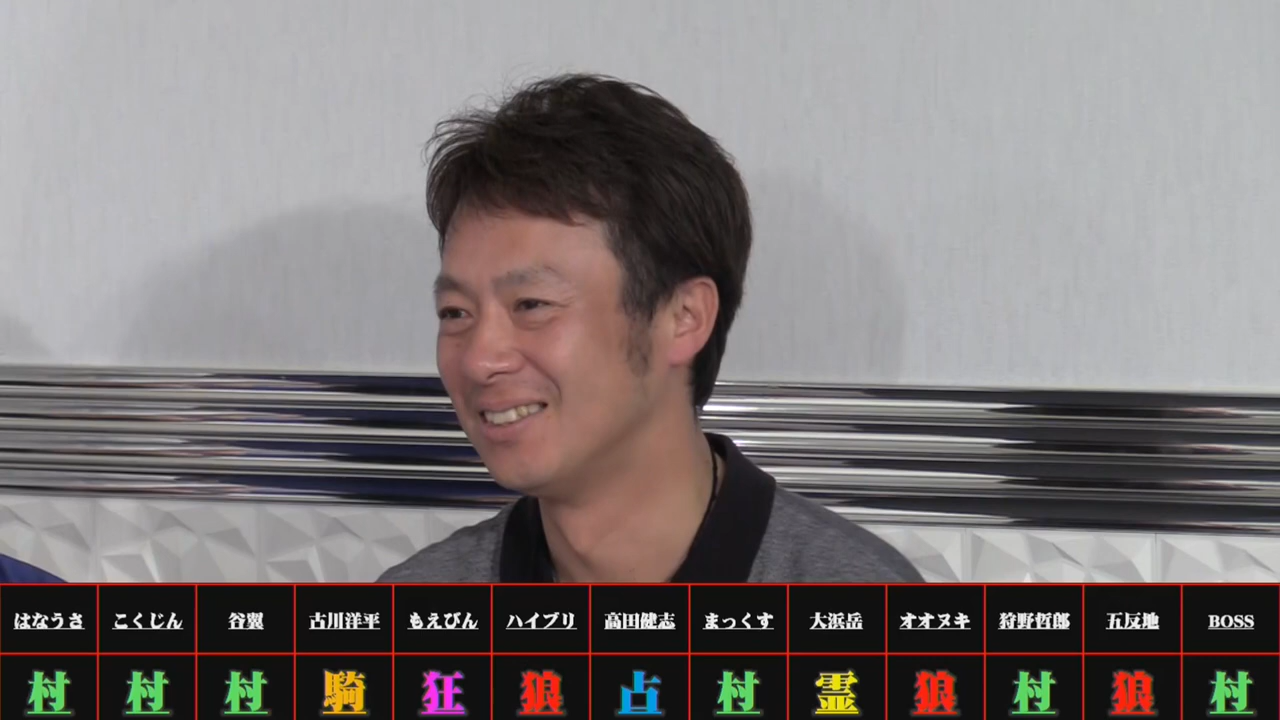 はなうさ こくじん 谷翼 古川洋平 もえびん ハイブリ 高田健志 まっくす 大浜岳 オオヌキ 狩野哲郎 五反地 BOSS
村 村 村 騎 狂 狼 占 村 霊 狼 村 狼 村